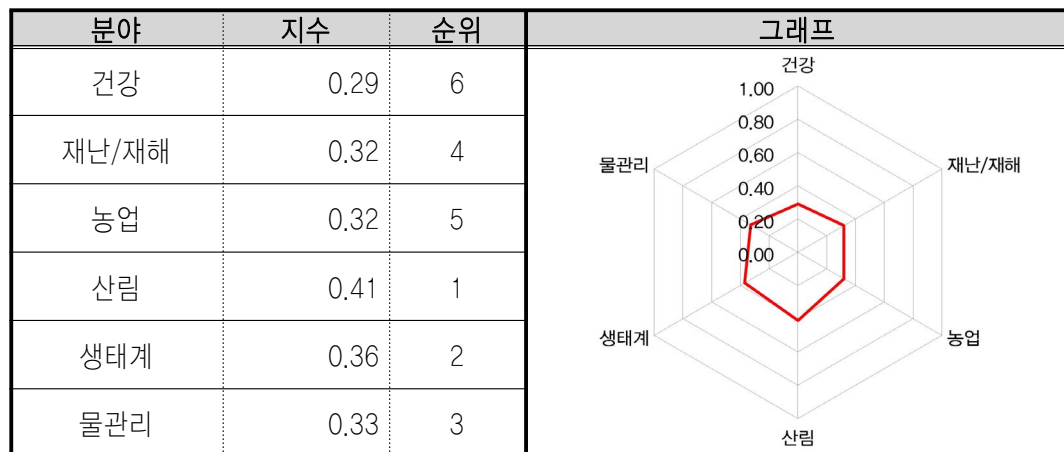 분야 지수 순위 그래프
건강 0.29 6
재난/재해 0.32 4
농업 0.32 5
산림 0.41 1
생태계 0.36 2
물관리 0.33 3
건강
1.00
0.80
0.60
0.40
0.20
0.00
물관리 재난/재해
생태계 농업
산림